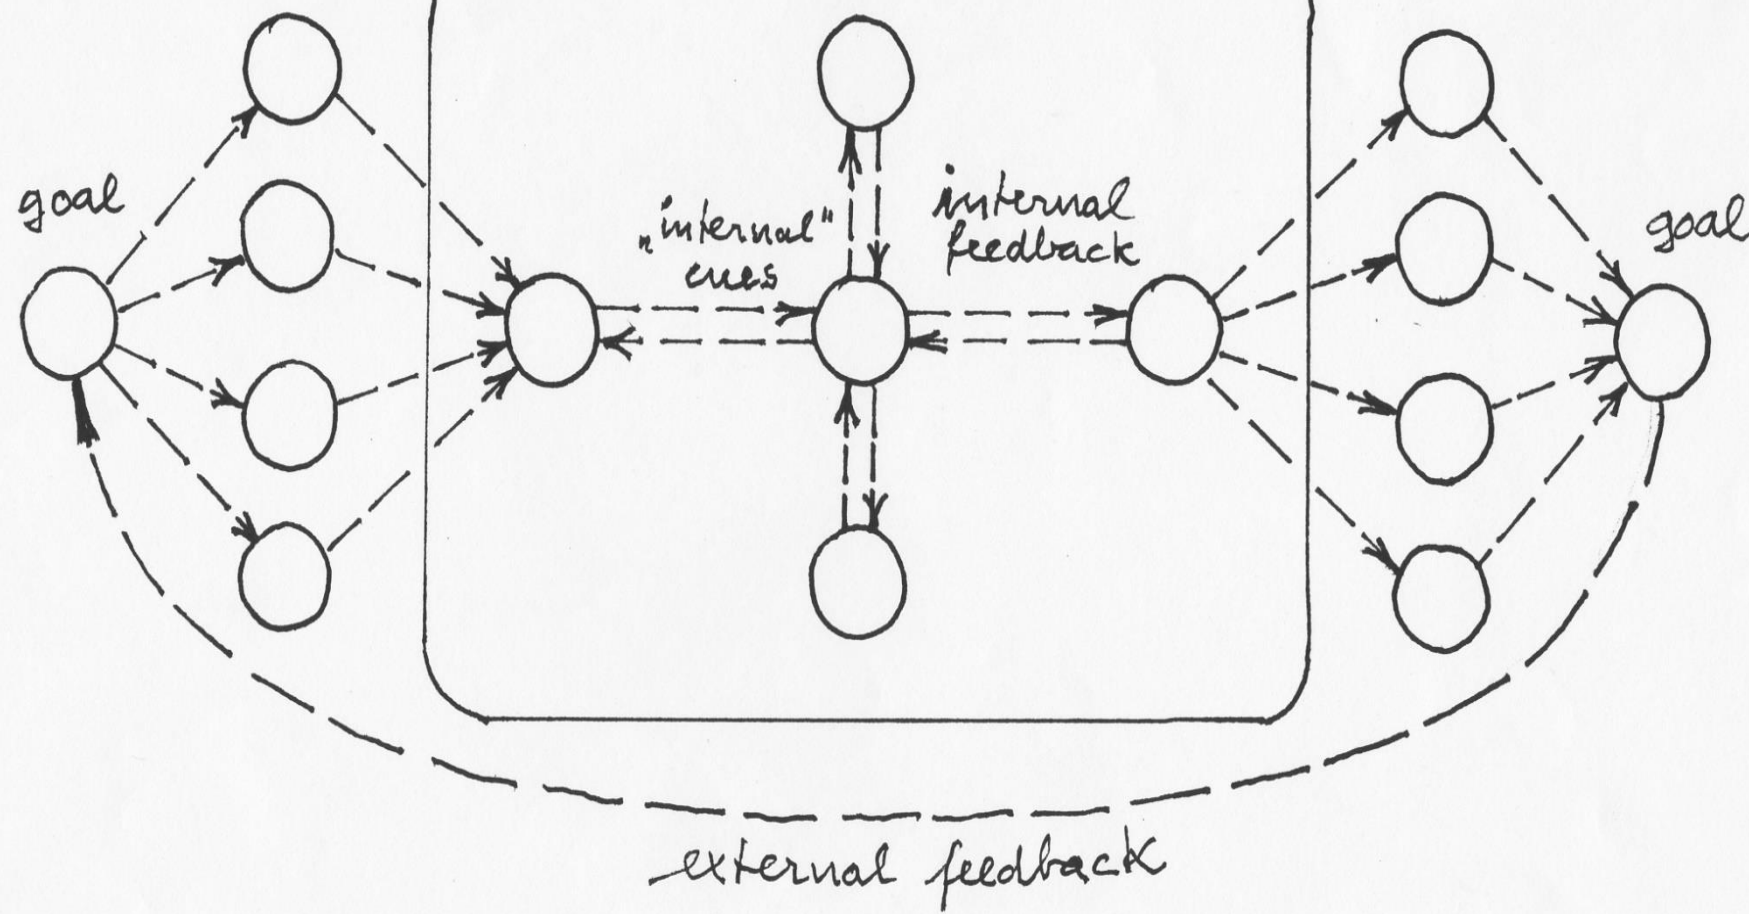 goal
„internal"
cues
internal
feedback
goal
external feedback